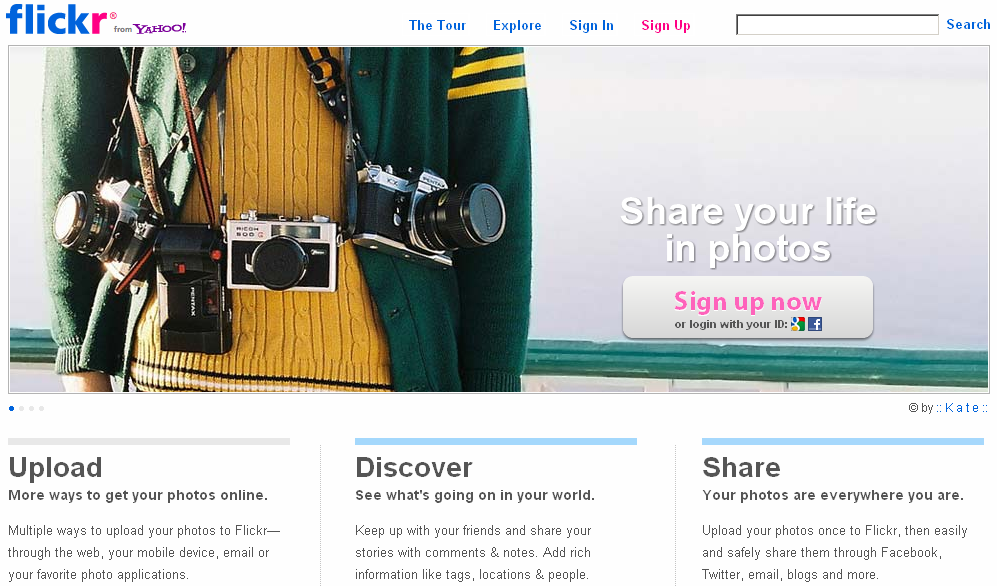 flickr® from YAHOO!
The Tour Explore Sign In Sign Up Search
RICOH
500 G
PENTAX
KX
PENTAX
Share your life
in photos
Sign up now
or login with your ID:
© by :: K a t e ::
Upload
More ways to get your photos online.
Multiple ways to upload your photos to Flickr—
through the web, your mobile device, email or
your favorite photo applications.
Discover
See what's going on in your world.
Keep up with your friends and share your
stories with comments & notes. Add rich
information like tags, locations & people.
Share
Your photos are everywhere you are.
Upload your photos once to Flickr, then easily
and safely share them through Facebook,
Twitter, email, blogs and more.